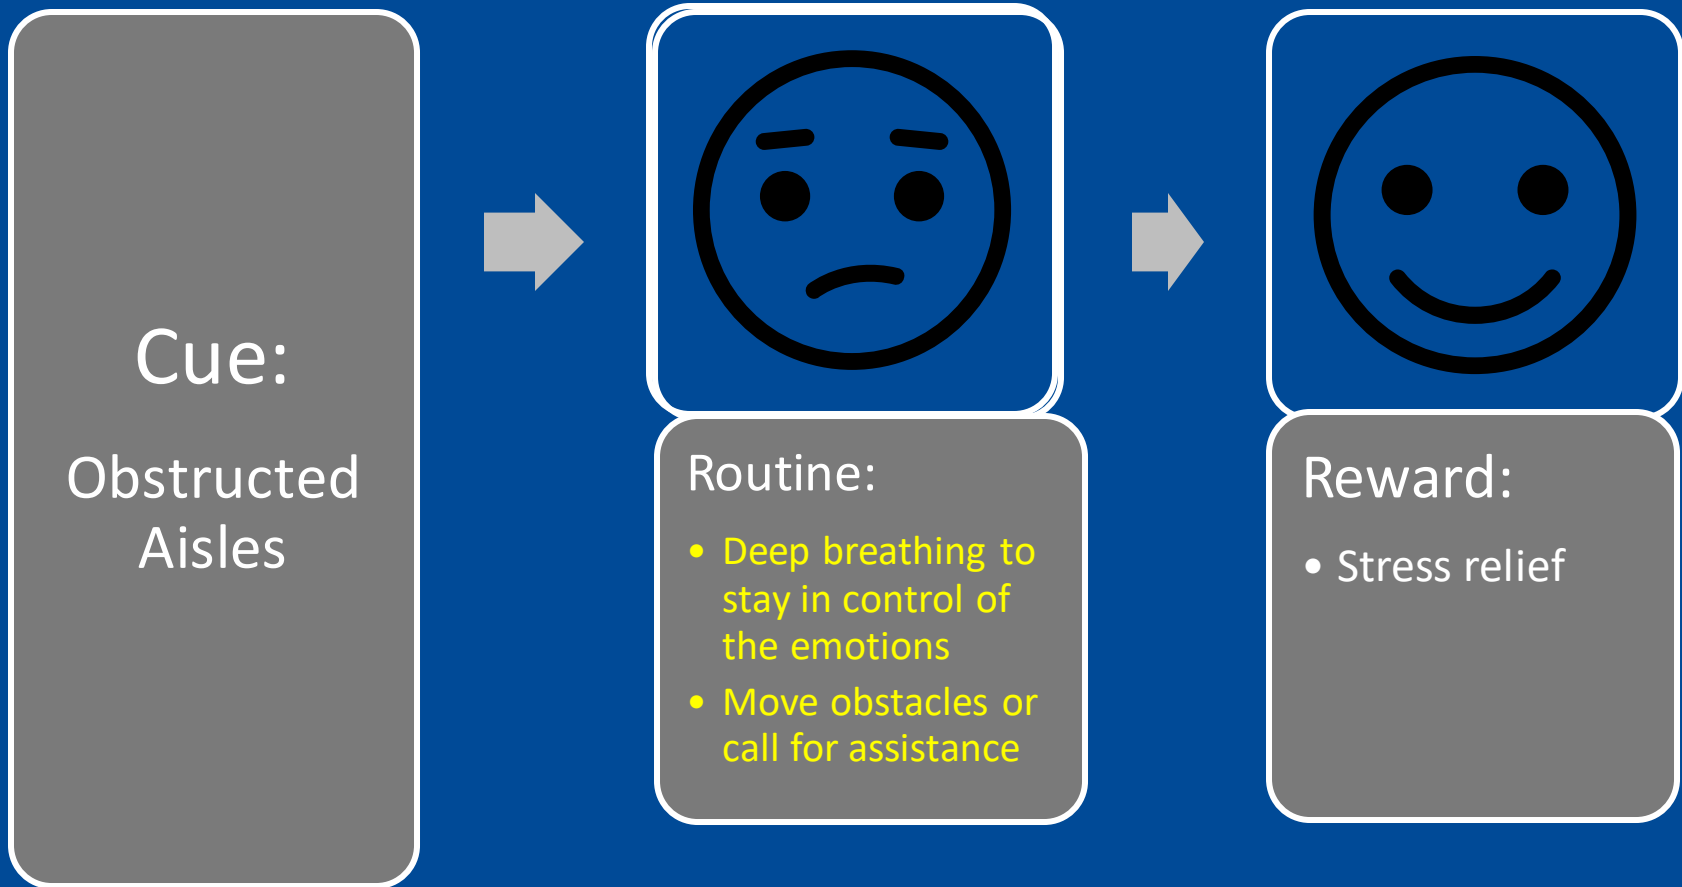 Cue:
Obstructed
Aisles
Routine:
• Deep breathing to
stay in control of
the emotions
• Move obstacles or
call for assistance
Reward:
• Stress relief